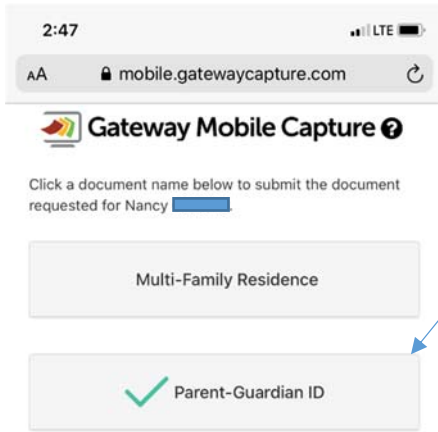 2:47 LTE
AA mobile.gatewaycapture.com
Gateway Mobile Capture ?
Click a document name below to submit the document
requested for Nancy .
Multi-Family Residence
Parent-Guardian ID